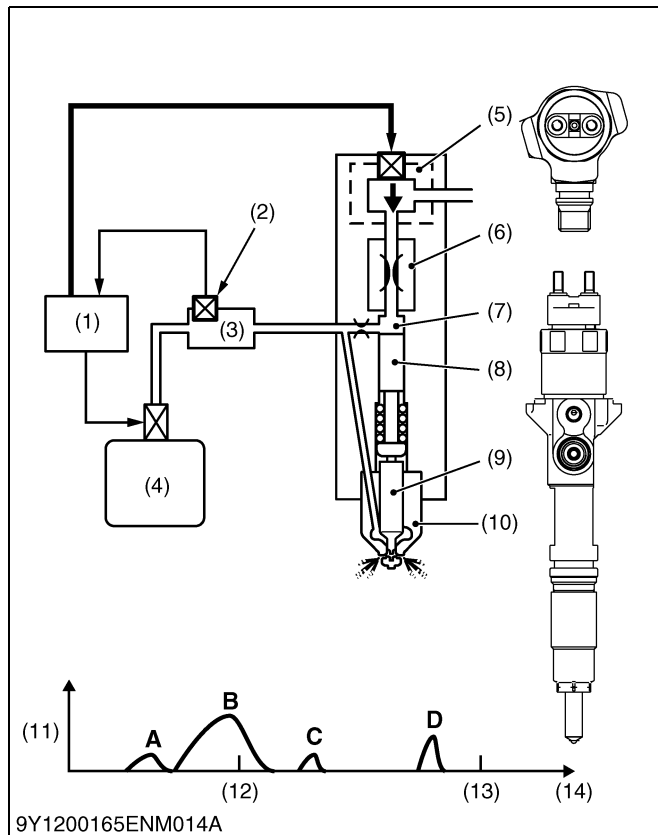 (5)
(2)
(6)
(1)
(3)
(7)
(8)
(4)
(9)
(10)
B
A
C
D
(11)
(12)
(13)
(14)
9Y1200165ENM014A